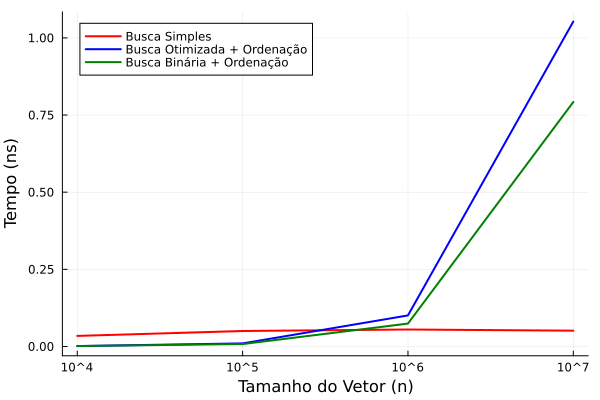 Busca Simples
Busca Otimizada + Ordenação
Busca Binária + Ordenação
1.00
0.75
0.50
0.25
0.00
Tempo (ns)
10^4
10^5
10^6
10^7
Tamanho do Vetor (n)